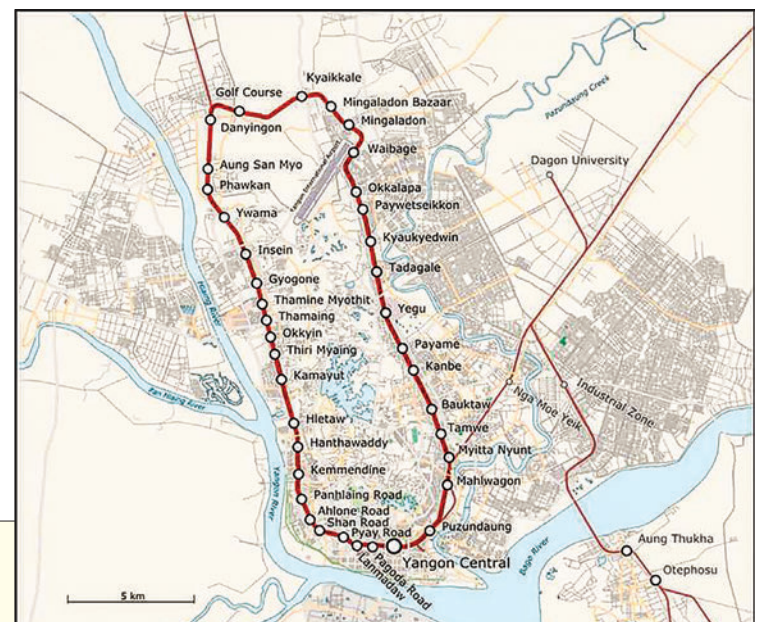 Kyaikkale
Golf Course
Mingaladon Bazaar
Danyingon
Mingaladon
Pazundaung Creek
Waibage
Yangon International Airport
Dagon University
Aung San Myo
Phawkan
Okkalapa
Paywetseikkon
Ywama
Kyaukyedwin
Insein
Tadagale
Gyogone
Hlaing River
Thamine Myothit
Yegu
Thamaing
Okkyin
Payame
Thiri Myaing
Kanbe
Kamayut
Industrial Zone
Nga Moe Yeik
Pan Hlaing River
Bauktaw
Hletaw
Tamwe
Hanthawaddy
Myitta Nyunt
Kemmendine
Mahlwagon
Yangon River
Panhlaing Road
Ahlone Road
Shan Road
Puzundaung
Pyay Road
Bago River
Aung Thukha
Yangon Central
Lanmadaw
Pagoda Road
Otephosu
5 km